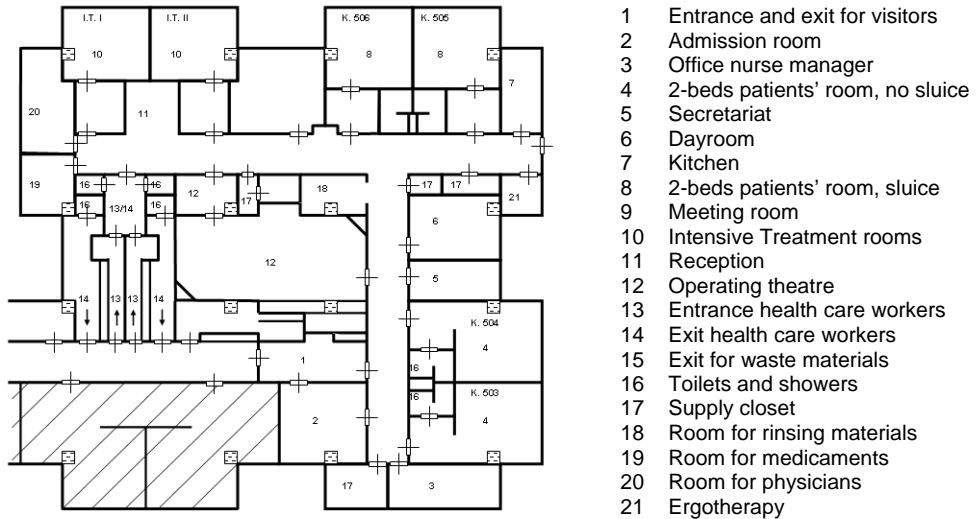 I.T. I
I.T. II
K. 506
K. 505
10
10
8
8
7
20
11
19
16
16
16
16
13/14
12
17
18
17
17
21
6
12
5
14
13
13
14
K. 504
4
1
16
16
K. 503
4
2
17
3
1 Entrance and exit for visitors
2 Admission room
3 Office nurse manager
4 2-beds patients’ room, no sluice
5 Secretariat
6 Dayroom
7 Kitchen
8 2-beds patients’ room, sluice
9 Meeting room
10 Intensive Treatment rooms
11 Reception
12 Operating theatre
13 Entrance health care workers
14 Exit health care workers
15 Exit for waste materials
16 Toilets and showers
17 Supply closet
18 Room for rinsing materials
19 Room for medicaments
20 Room for physicians
21 Ergotherapy